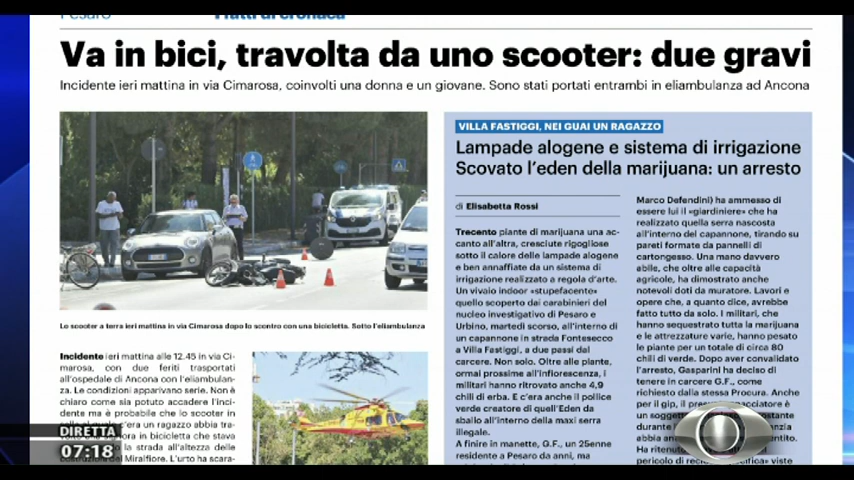 Pesaro
I fatti di cronaca
Va in bici, travolta da uno scooter: due gravi
Incidente ieri mattina in via Cimarosa, coinvolti una donna e un giovane. Sono stati portati entrambi in eliambulanza ad Ancona
Lo scooter a terra ieri mattina in via Cimarosa dopo lo scontro con una bicicletta. Sotto l'eliambulanza
Incidente ieri mattina alle 12.45 in via Ci-
marosa, con due feriti trasportati
all'ospedale di Ancona con l'eliambu-
lanza. Le condizioni apparivano serie. Non è
chiaro come sia potuto accadere l'inci-
dente ma è probabile che lo scooter in
c'era un ragazzo abbia tra-
in bicicletta che stava
la strada all'altezza delle
del Miralfiore. L'urto ha scara-
VILLA FASTIGGI, NEI GUAI UN RAGAZZO
Lampade alogene e sistema di irrigazione
Scovato l'eden della marijuana: un arresto
di Elisabetta Rossi
Trecento piante di marijuana una ac-
canto all'altra, cresciute rigogliose
sotto il calore delle lampade alogene
e ben annaffiate da un sistema di
irrigazione realizzato a regola d'arte.
Un vivaio indoor «stupefacente»
quello scoperto dai carabinieri del
nucleo investigativo di Pesaro e
Urbino, martedì scorso, all'interno di
un capannone in strada Fontesecco
a Villa Fastiggi, a due passi dal
carcere. Non solo. Oltre alle piante,
ormai prossime all'infiorescenza, i
militari hanno ritrovato anche 4,9
chili di erba. E c'era anche il pollice
verde creatore di quell'Eden da
sballo all'interno della maxi serra
illegale.
A finire in manette, G.F., un 25enne
residente a Pesaro da anni, ma
Marco Defendini) ha ammesso di
essere lui il «giardiniere» che ha
realizzato quella serra nascosta
all'interno del capannone, tirando su
pareti formate da pannelli di
cartongesso. Una mano davvero
abile, che oltre alle capacità
agricole, ha dimostrato anche
notevoli doti da muratore. Lavori e
opere che, a quanto dice, avrebbe
fatto tutto da solo. I militari, che
hanno sequestrato tutta la marijuana
e le attrezzature varie, hanno pesato
le piante per un totale di circa 80
chili di verde. Dopo aver convalidato
l'arresto, Gasparini ha deciso di
tenere in carcere G.F., come
richiesto dalla stessa Procura. Anche
per il gip, il
un soggetto
durante
abbia
Ha ritenuto
pericolo di viste
DIRETTA
07:18